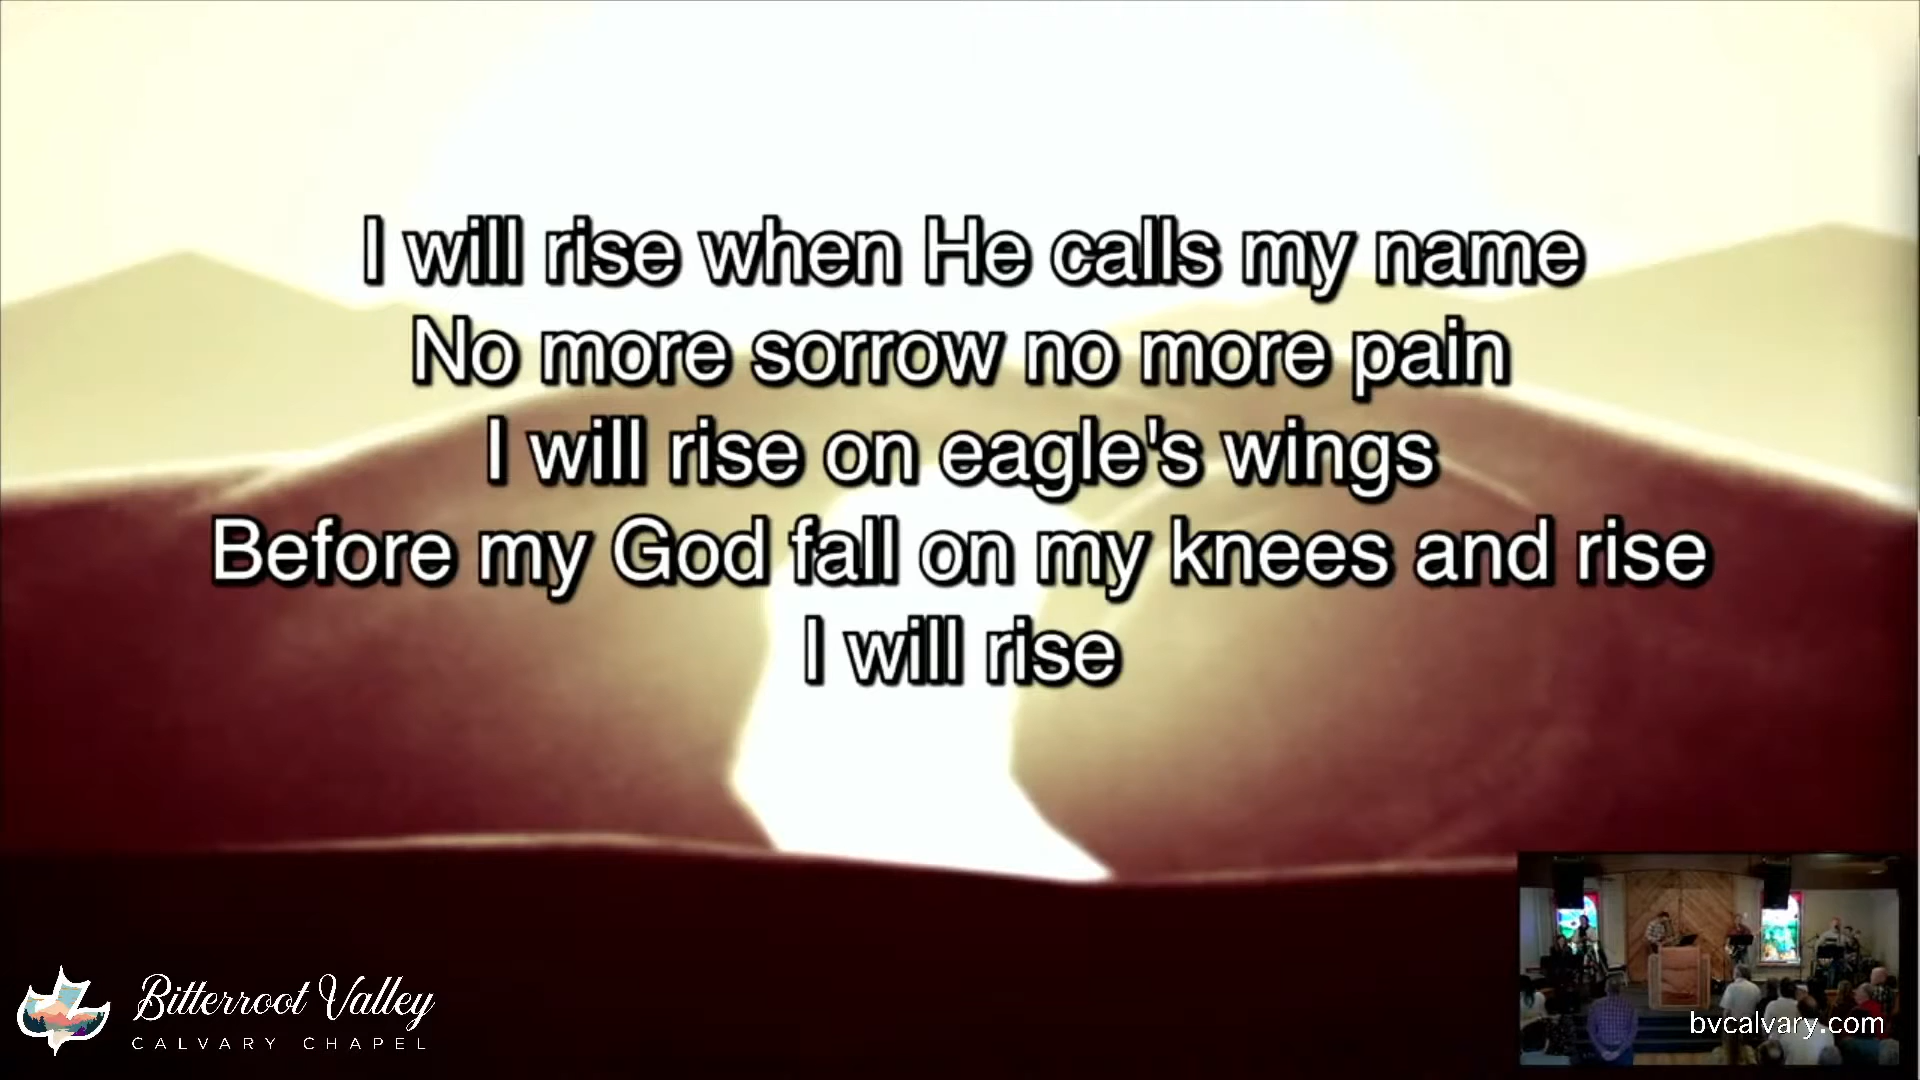 I will rise when He calls my name
No more sorrow no more pain
I will rise on eagle's wings
Before my God fall on my knees and rise
I will rise
Bitterroot Valley
CALVARY CHAPEL
bvcalvary.com